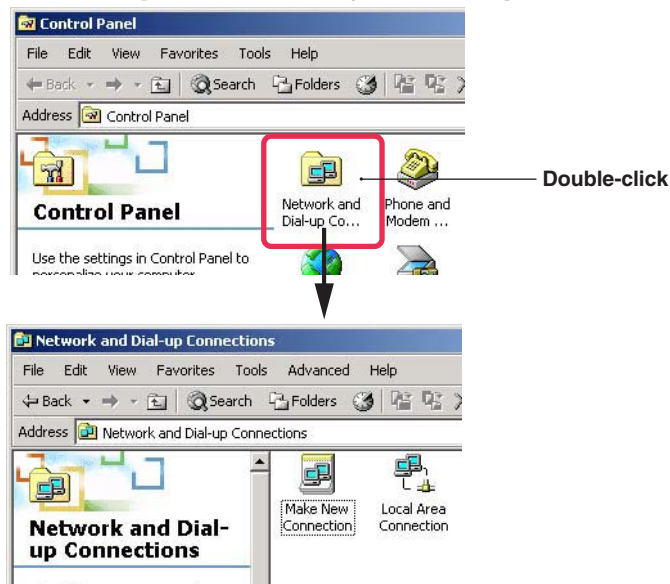 Control Panel
File Edit View Favorites Tools Help
Back Search Folders
Address Control Panel
Control Panel
Use the settings in Control Panel to
personalize your computer
Network and
Dial-up Co...
Phone and
Modem ...
Double-click
Network and Dial-up Connections
File Edit View Favorites Tools Advanced Help
Back Search Folders
Address Network and Dial-up Connections
Network and Dial-
up Connections
Make New
Connection
Local Area
Connection